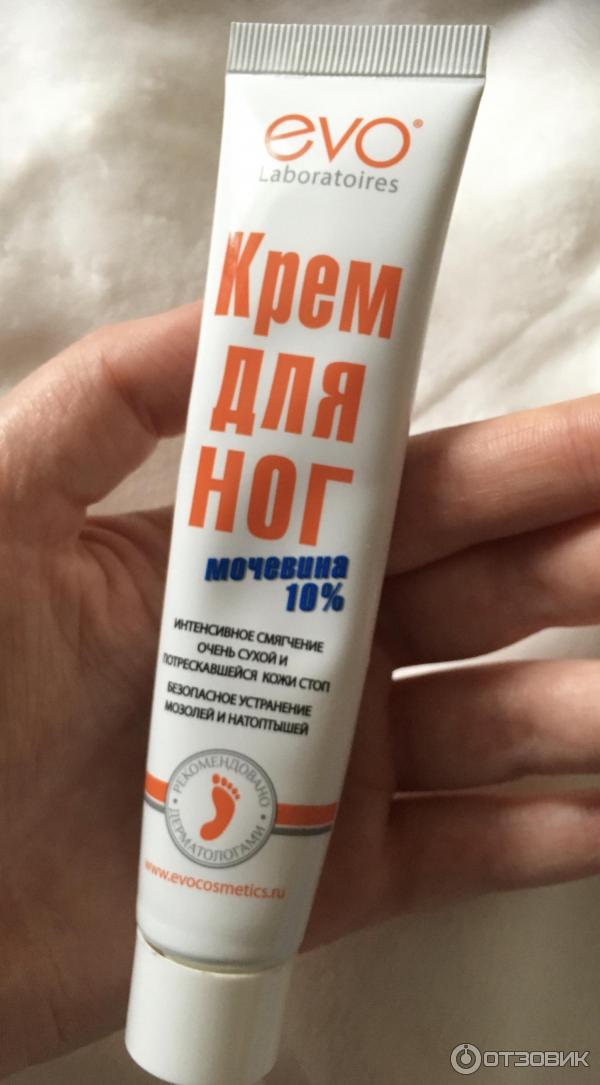 evo®
Laboratoires
Крем
для
ног
мочевина
10%
ИНТЕНСИВНОЕ СМЯГЧЕНИЕ
ОЧЕНЬ СУХОЙ И
ПОТРЕСКАВШЕЙСЯ КОЖИ СТОП
БЕЗОПАСНОЕ УСТРАНЕНИЕ
МОЗОЛЕЙ И НАТОПТЫШЕЙ
• РЕКОМЕНДОВАНО •
ДЕРМАТОЛОГАМИ
www.evocosmetics.ru
ОТЗОВИК